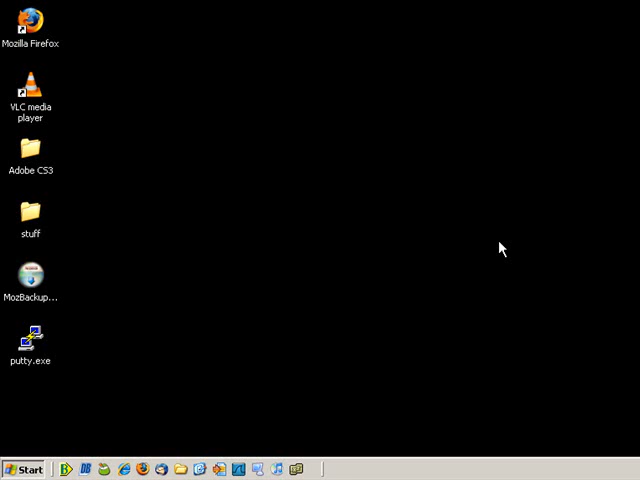 Mozilla Firefox
VLC media
player
Adobe CS3
stuff
MozBackup...
putty.exe
Start